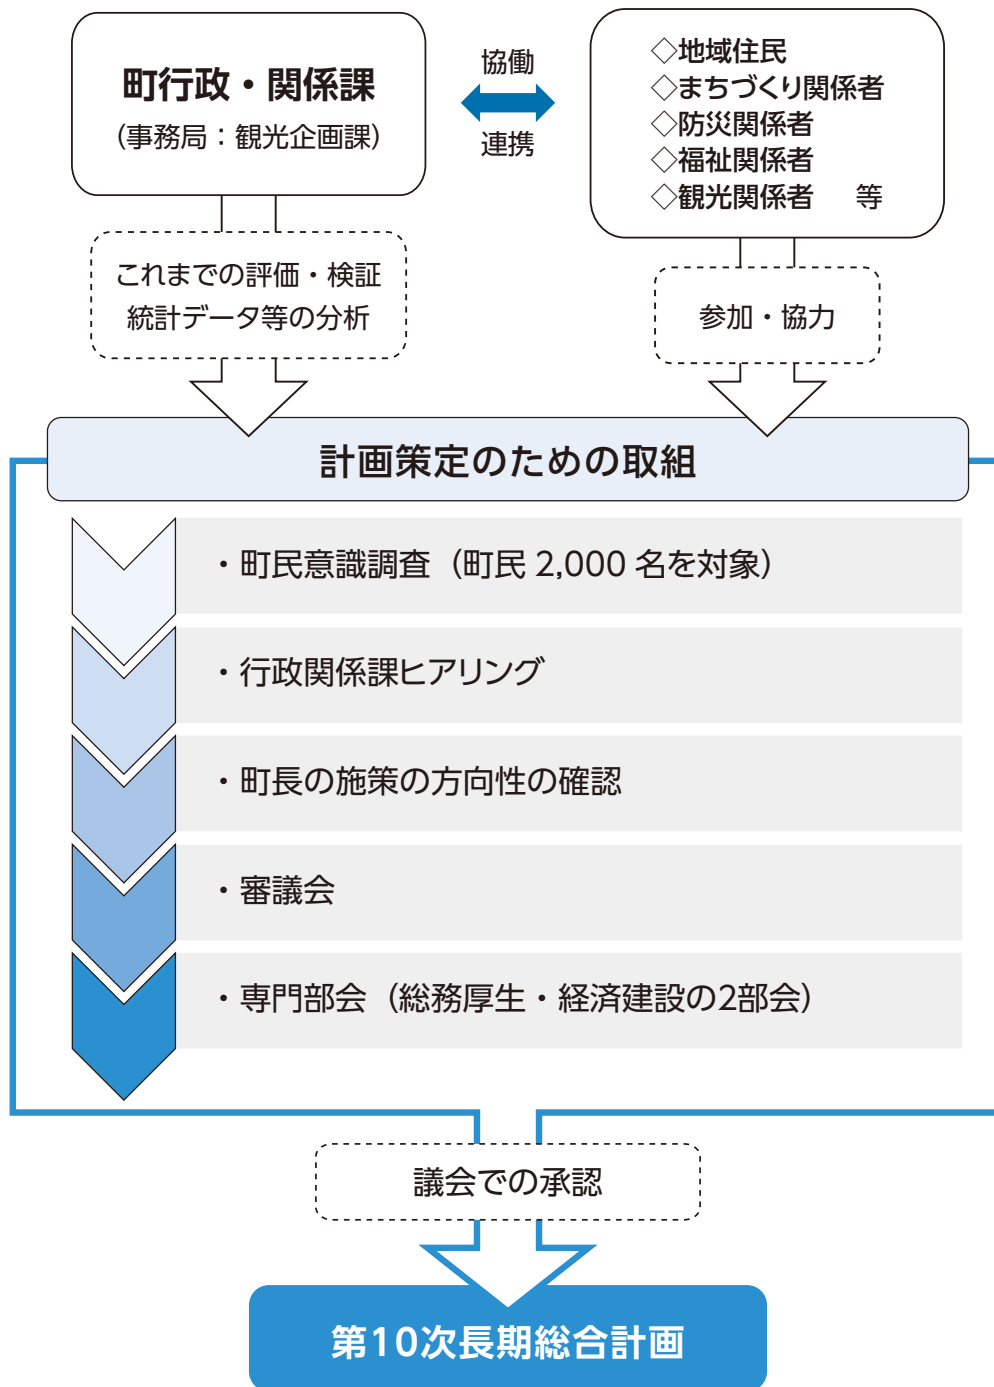 町行政・関係課
（事務局：観光企画課）
協働
連携
◇地域住民
◇まちづくり関係者
◇防災関係者
◇福祉関係者
◇観光関係者　等
これまでの評価・検証
統計データ等の分析
参加・協力
計画策定のための取組
・町民意識調査（町民 2,000 名を対象）
・行政関係課ヒアリング
・町長の施策の方向性の確認
・審議会
・専門部会（総務厚生・経済建設の2部会）
議会での承認
第10次長期総合計画